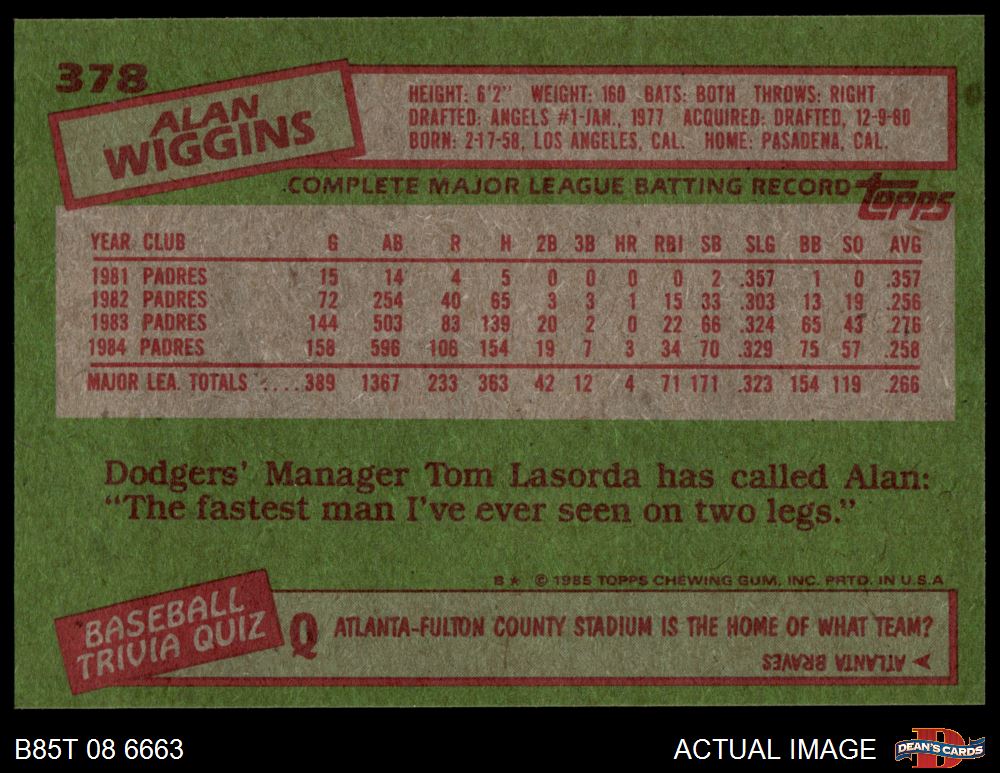 378
ALAN
WIGGINS
HEIGHT: 6'2" WEIGHT: 160 BATS: BOTH THROWS: RIGHT
DRAFTED: ANGELS #1-JAN., 1977 ACQUIRED: DRAFTED, 12-9-80
BORN: 2-17-58, LOS ANGELES, CAL. HOME: PASADENA, CAL.
COMPLETE MAJOR LEAGUE BATTING RECORD topps
YEAR CLUB G AB R H 2B 3B HR RBI SB SLG BB SO AVG
1981 PADRES 15 14 4 5 0 0 0 0 2 .357 1 0 .357
1982 PADRES 72 254 40 65 3 3 1 15 33 .303 13 19 .256
1983 PADRES 144 503 83 139 20 2 0 22 66 .324 65 43 .276
1984 PADRES 158 596 106 154 19 7 3 34 70 .329 75 57 .258
MAJOR LEA. TOTALS ....389 1367 233 363 42 12 4 71 171 .323 154 119 .266
Dodgers' Manager Tom Lasorda has called Alan:
"The fastest man I've ever seen on two legs."
B★ © 1985 TOPPS CHEWING GUM, INC. PRTD. IN U.S.A
BASEBALL
TRIVIA QUIZ
Q ATLANTA-FULTON COUNTY STADIUM IS THE HOME OF WHAT TEAM?
ATLANTA BRAVES
B85T 08 6663
ACTUAL IMAGE
DEAN'S CARDS